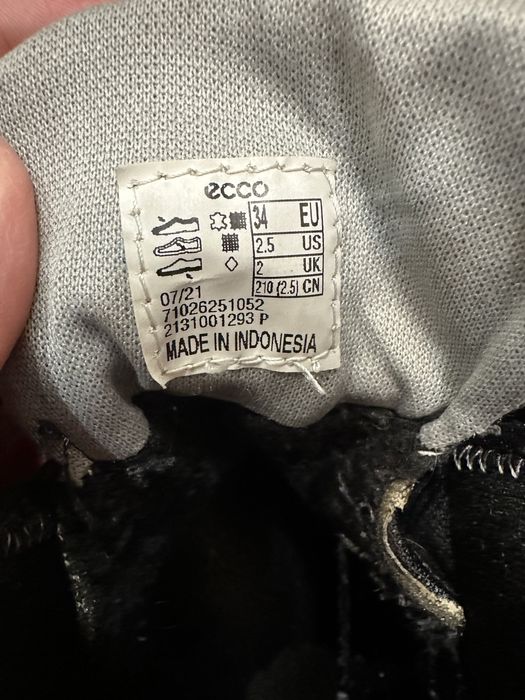 ecco
34 EU
2.5 US
2 UK
210 (2.5) CN
07/21
71026251052
2131001293 P
MADE IN INDONESIA